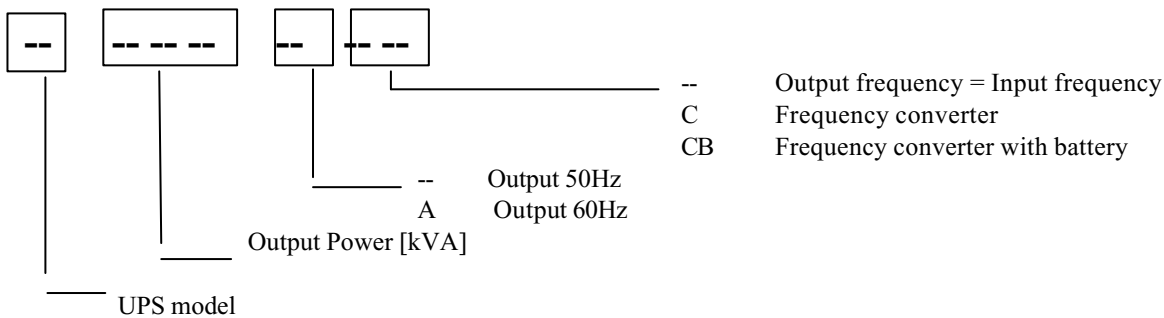 -- -- -- -- -- -- --
-- Output frequency = Input frequency
C Frequency converter
CB Frequency converter with battery
-- Output 50Hz
A Output 60Hz
Output Power [kVA]
UPS model